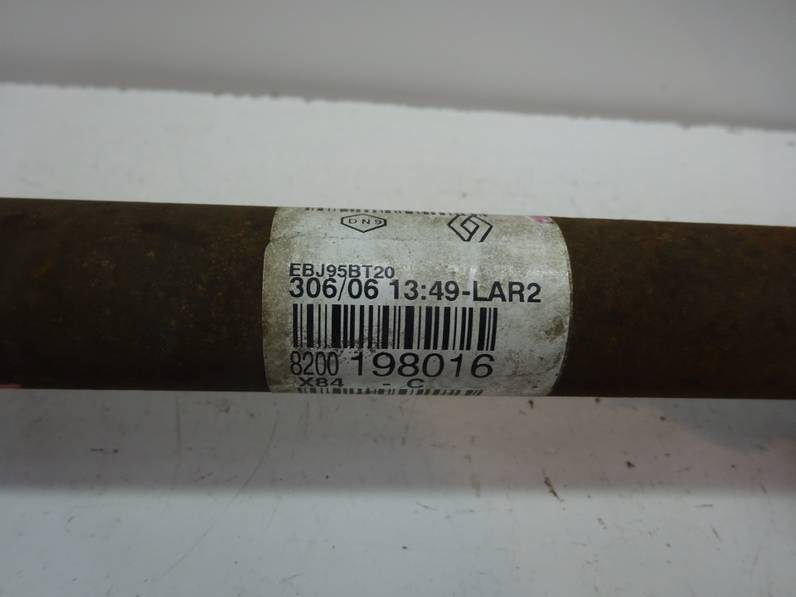 DN9
EBJ95BT20
306/06 13:49-LAR2
8200 198016
X84 - C